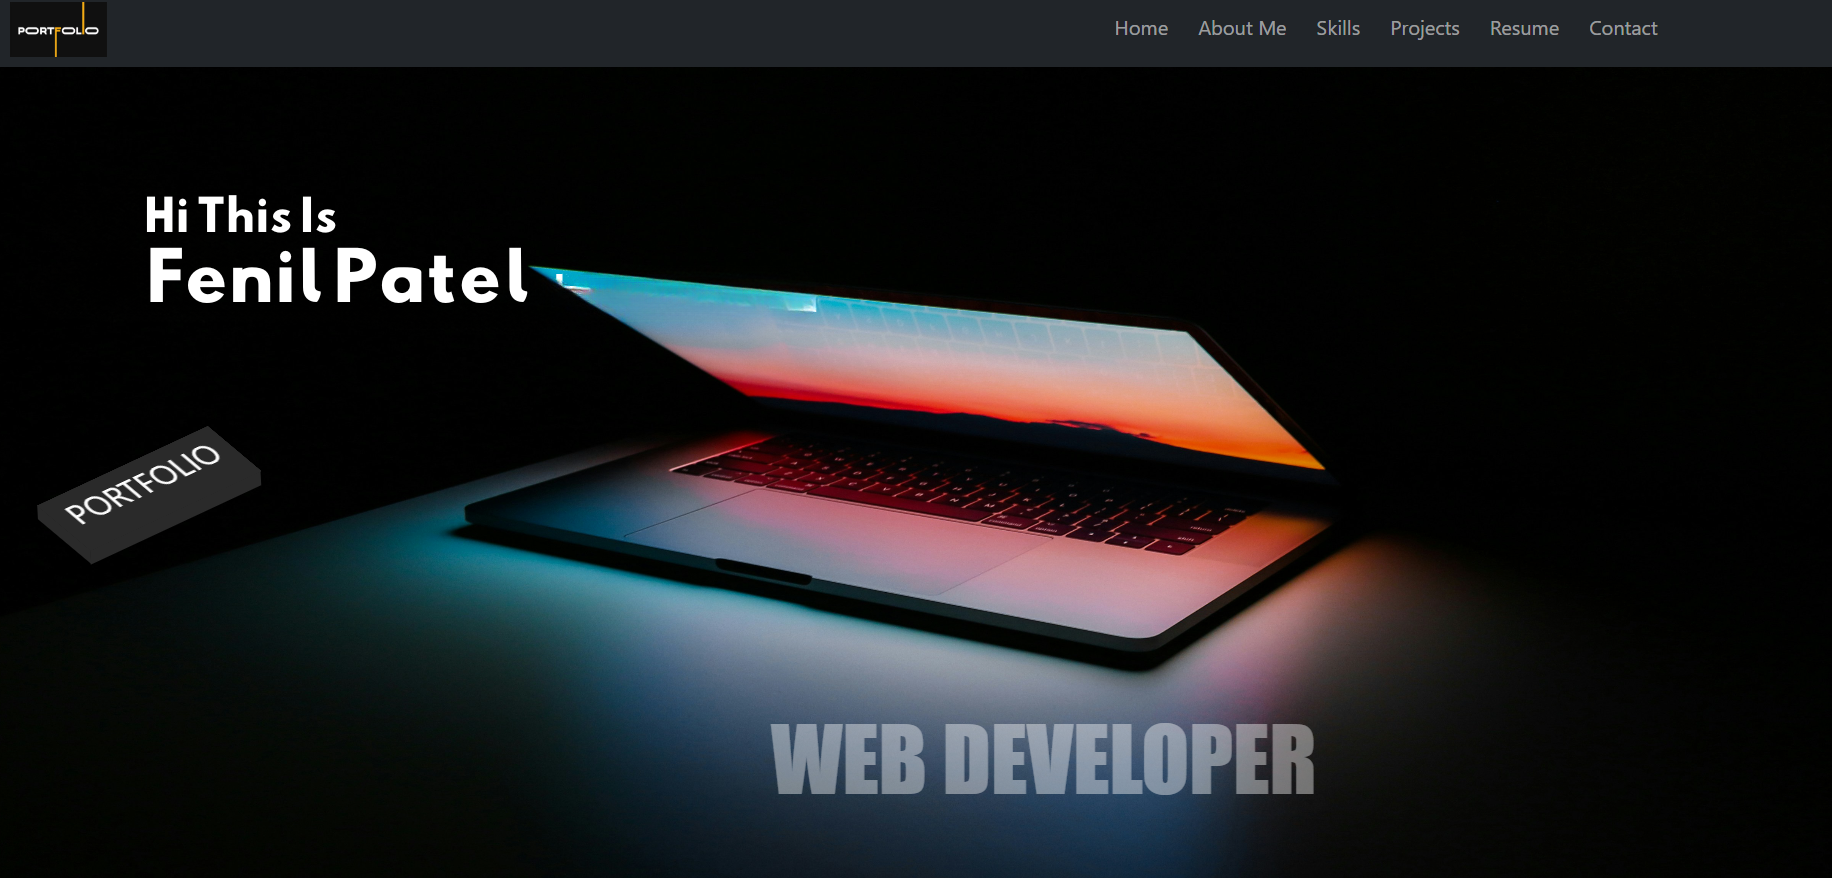 PORTFOLIO
Home About Me Skills Projects Resume Contact
Hi This Is
Fenil Patel
PORTFOLIO
WEB DEVELOPER